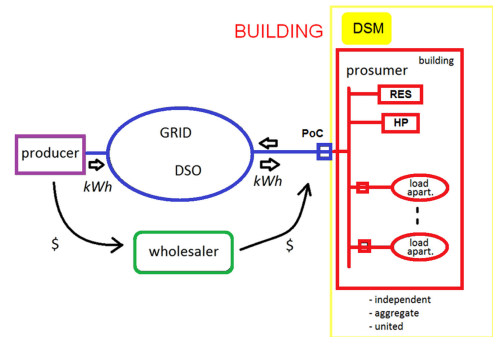 BUILDING
DSM
building
prosumer
RES
HP
PoC
GRID
DSO
producer
kWh
kWh
load
apart.
load
apart.
$
wholesaler
$
- independent
- aggregate
- united